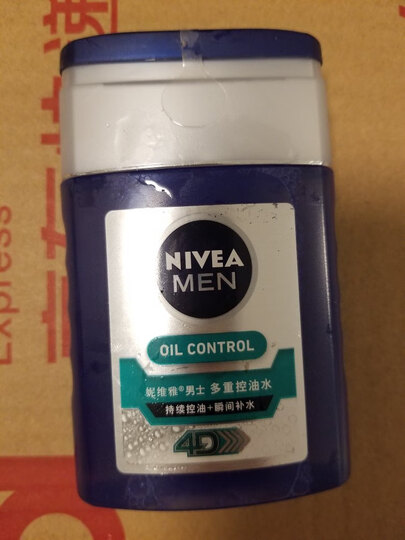 NIVEA
MEN
OIL CONTROL
妮维雅®男士 多重控油水
持续控油+瞬间补水
4D
Express